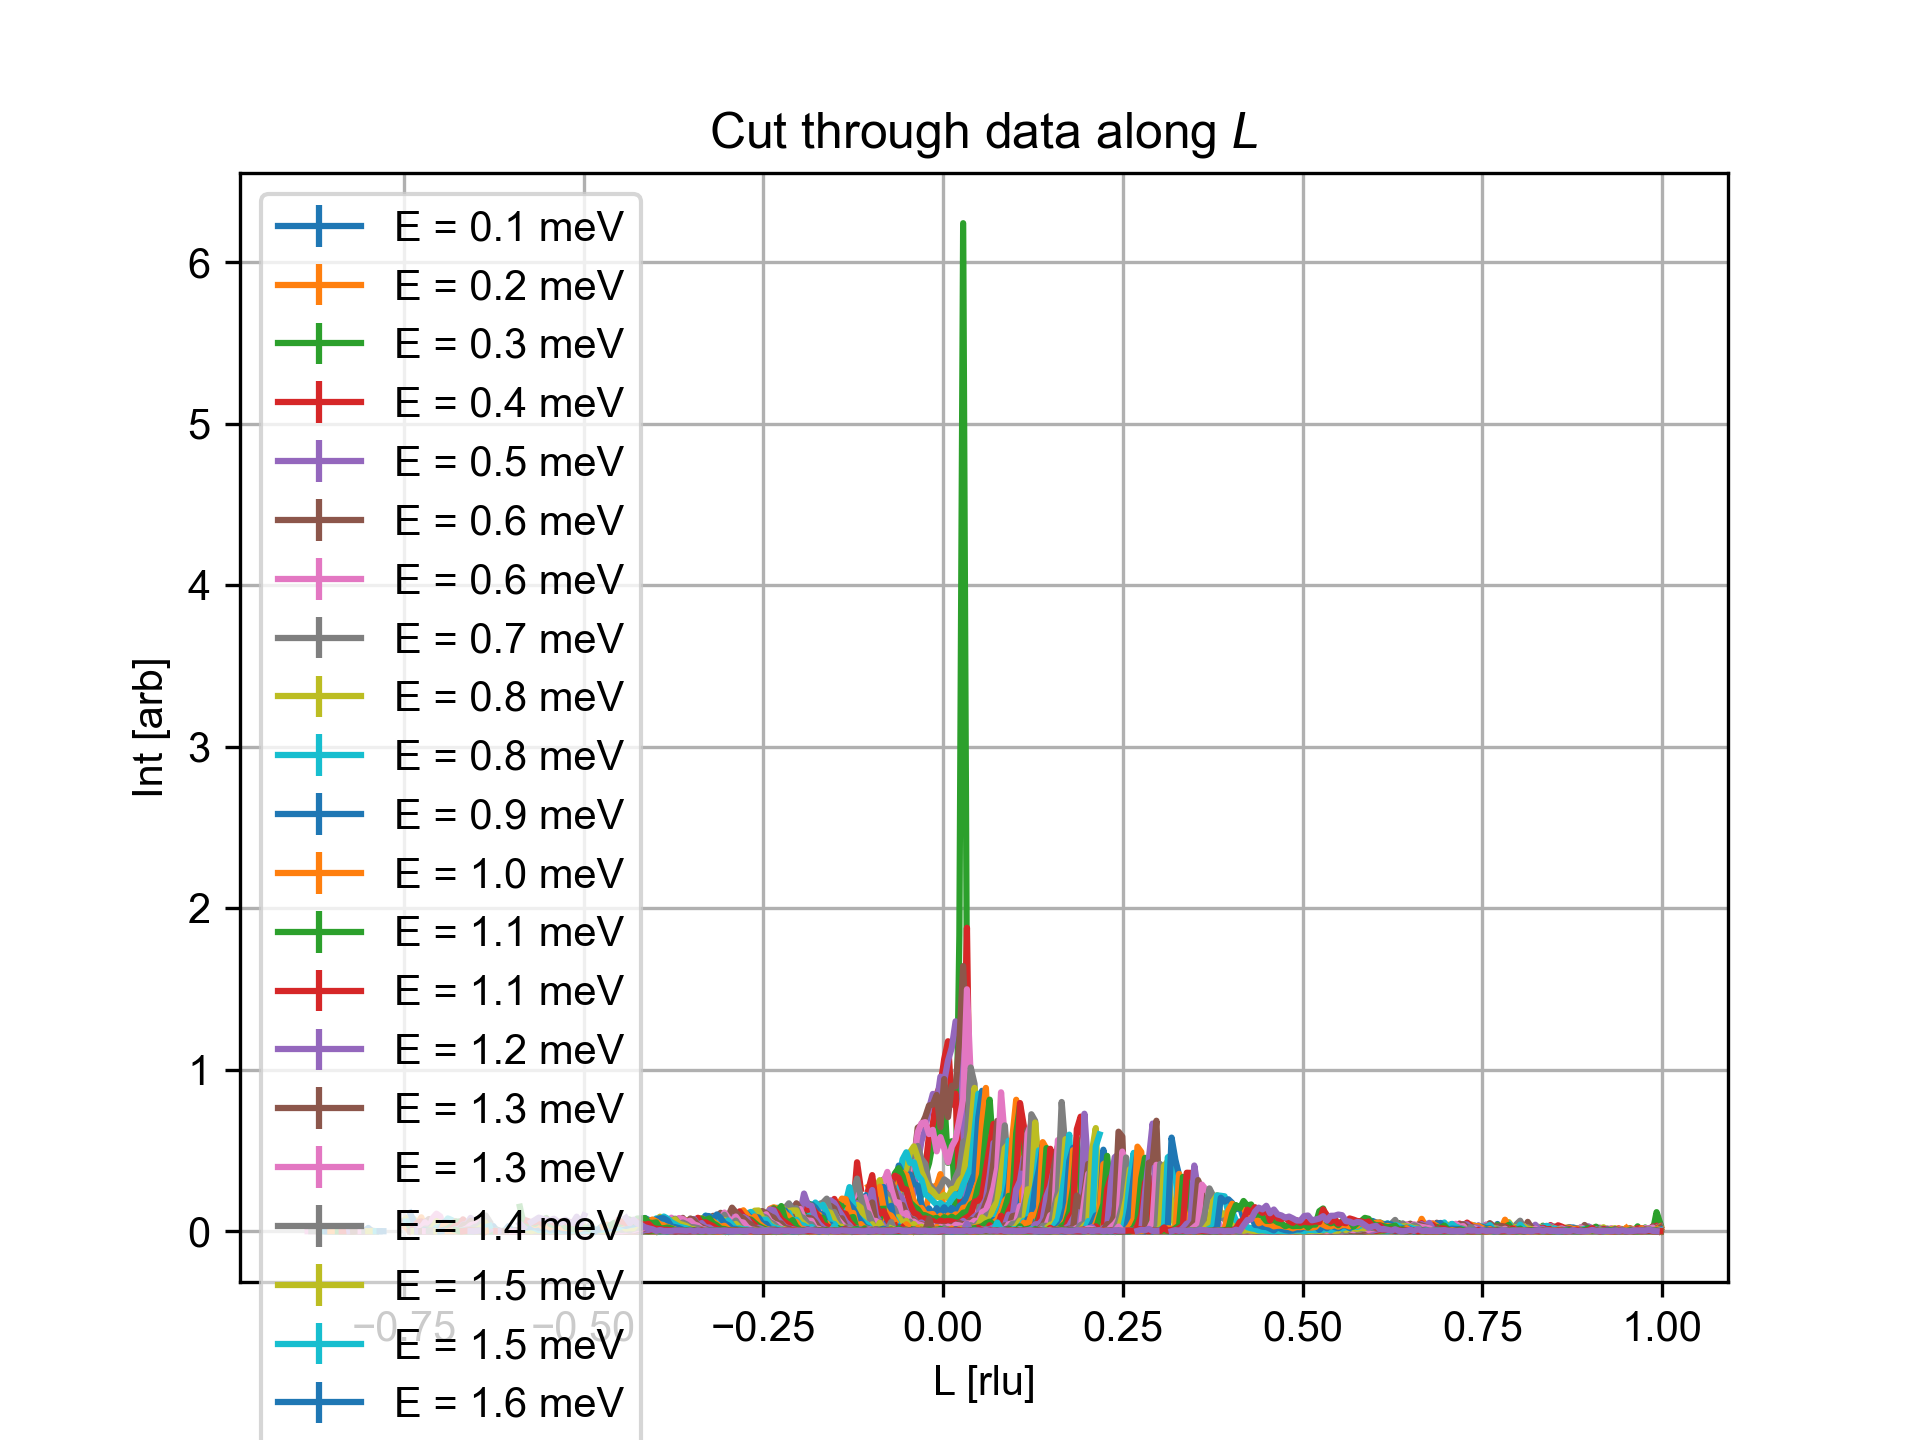 Cut through data along L
E = 0.1 meV
E = 0.2 meV
E = 0.3 meV
E = 0.4 meV
E = 0.5 meV
E = 0.6 meV
E = 0.6 meV
E = 0.7 meV
E = 0.8 meV
E = 0.8 meV
E = 0.9 meV
E = 1.0 meV
E = 1.1 meV
E = 1.1 meV
E = 1.2 meV
E = 1.3 meV
E = 1.3 meV
E = 1.4 meV
E = 1.5 meV
E = 1.5 meV
E = 1.6 meV
6
5
4
3
2
1
0
Int [arb]
−0.75 −0.50 −0.25 0.00 0.25 0.50 0.75 1.00
L [rlu]